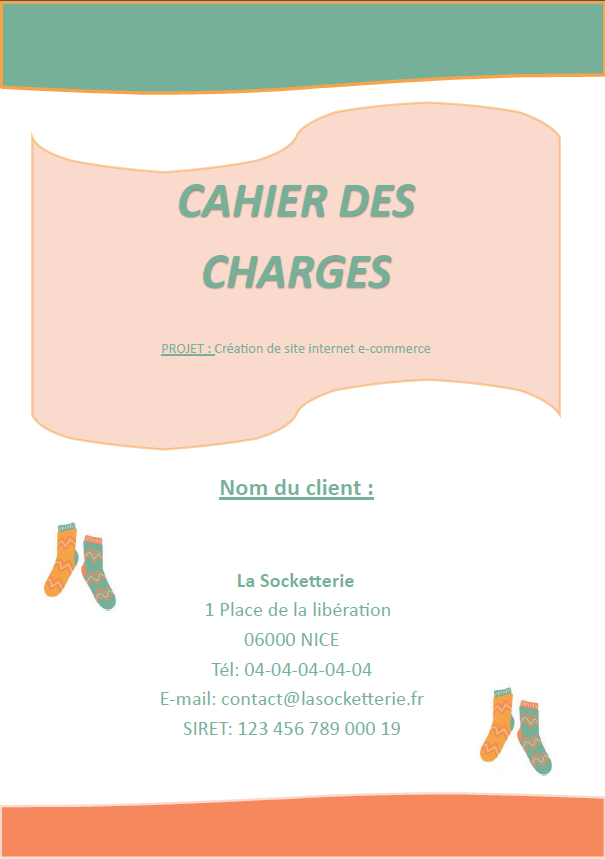 CAHIER DES
CHARGES
PROJET : Création de site internet e-commerce
Nom du client :
La Socketterie
1 Place de la libération
06000 NICE
Tél: 04-04-04-04-04
E-mail: contact@lasocketterie.fr
SIRET: 123 456 789 000 19